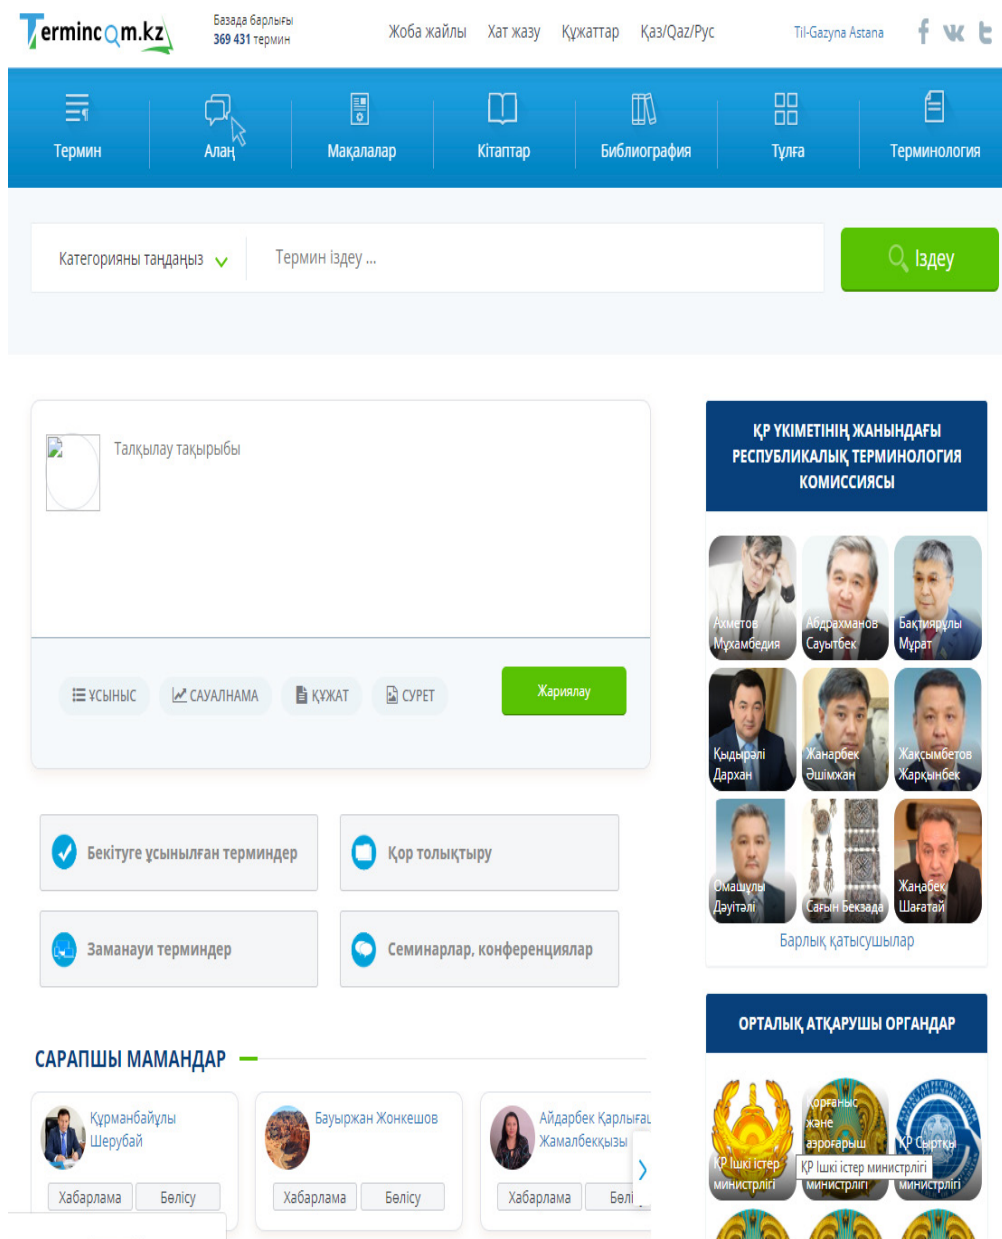 Termincom.kz
Базада барлығы
369 431 термин
Жоба жайлы Хат жазу Құжаттар Қаз/Qaz/Рус
Til-Gazyna Astana
Термин Алаң Мақалалар Кітаптар Библиография Тұлға Терминология
Категорияны таңдаңыз Термин іздеу ... Іздеу
Талқылау тақырыбы
ҰСЫНЫС САУАЛНАМА ҚҰЖАТ СУРЕТ Жариялау
Бекітуге ұсынылған терминдер Қор толықтыру
Заманауи терминдер Семинарлар, конференциялар
САРАПШЫ МАМАНДАР
Құрманбайұлы
Шерубай
Хабарлама Бөлісу
Бауыржан Жонкешов
Хабарлама Бөлісу
Айдарбек Қарлығаш
Жамалбекқызы
Хабарлама Бөлі
ҚР ҮКІМЕТІНІҢ ЖАНЫНДАҒЫ
РЕСПУБЛИКАЛЫҚ ТЕРМИНОЛОГИЯ
КОМИССИЯСЫ
Ахметов
Мұхамбедия
Абдрахманов
Сауытбек
Бақтиярұлы
Мұрат
Қыдырәлі
Дархан
Жанарбек
Әшімжан
Жақсымбетов
Жарқынбек
Омашұлы
Дәуітәлі
Сағын Бекзада
Жаңабек
Шағатай
Барлық қатысушылар
ОРТАЛЫҚ АТҚАРУШЫ ОРГАНДАР
ҚР Ішкі істер
министрлігі
Қорғаныс
және
аэроғарыш
министрлігі
ҚР Сыртқы
министрлігі
ҚР Ішкі істер министрлігі